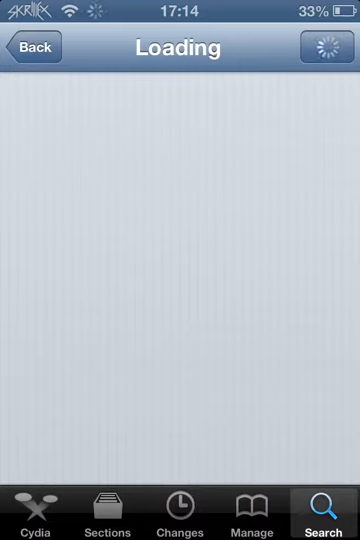 SKRILLEX 17:14 33%
Back Loading
Cydia Sections Changes Manage Search